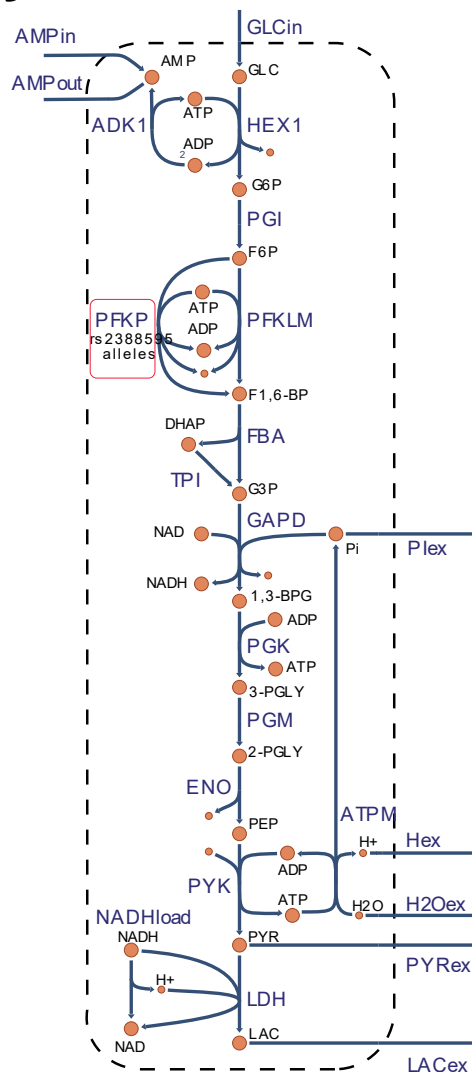 GLCin
AMPin
AMP
GLC
AMPout
ATP
ADK1
HEX1
ADP
2
G6P
PGI
F6P
ATP
PFKP
PFKLM
rs2388595
ADP
alleles
F1,6-BP
DHAP
FBA
TPI
G3P
GAPD
NAD
Pi
PIex
NADH
1,3-BPG
ADP
PGK
ATP
3-PGLY
PGM
2-PGLY
ENO
PEP
ATPM
H+
Hex
ADP
PYK
ATP
H2O
H2Oex
NADHload
NADH
PYR
PYRex
H+
LDH
NAD
LAC
LACex